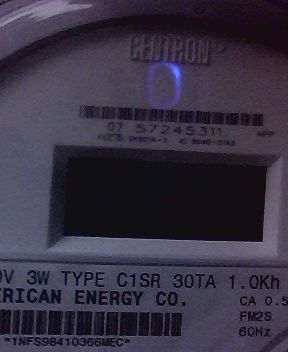 CENTRON®
07 57245311 MPP
0V 3W TYPE C1SR 30TA 1.0Kh
ERICAN ENERGY CO.
CA 0.5
FM2S
60Hz
*1NFS98410366MEC*